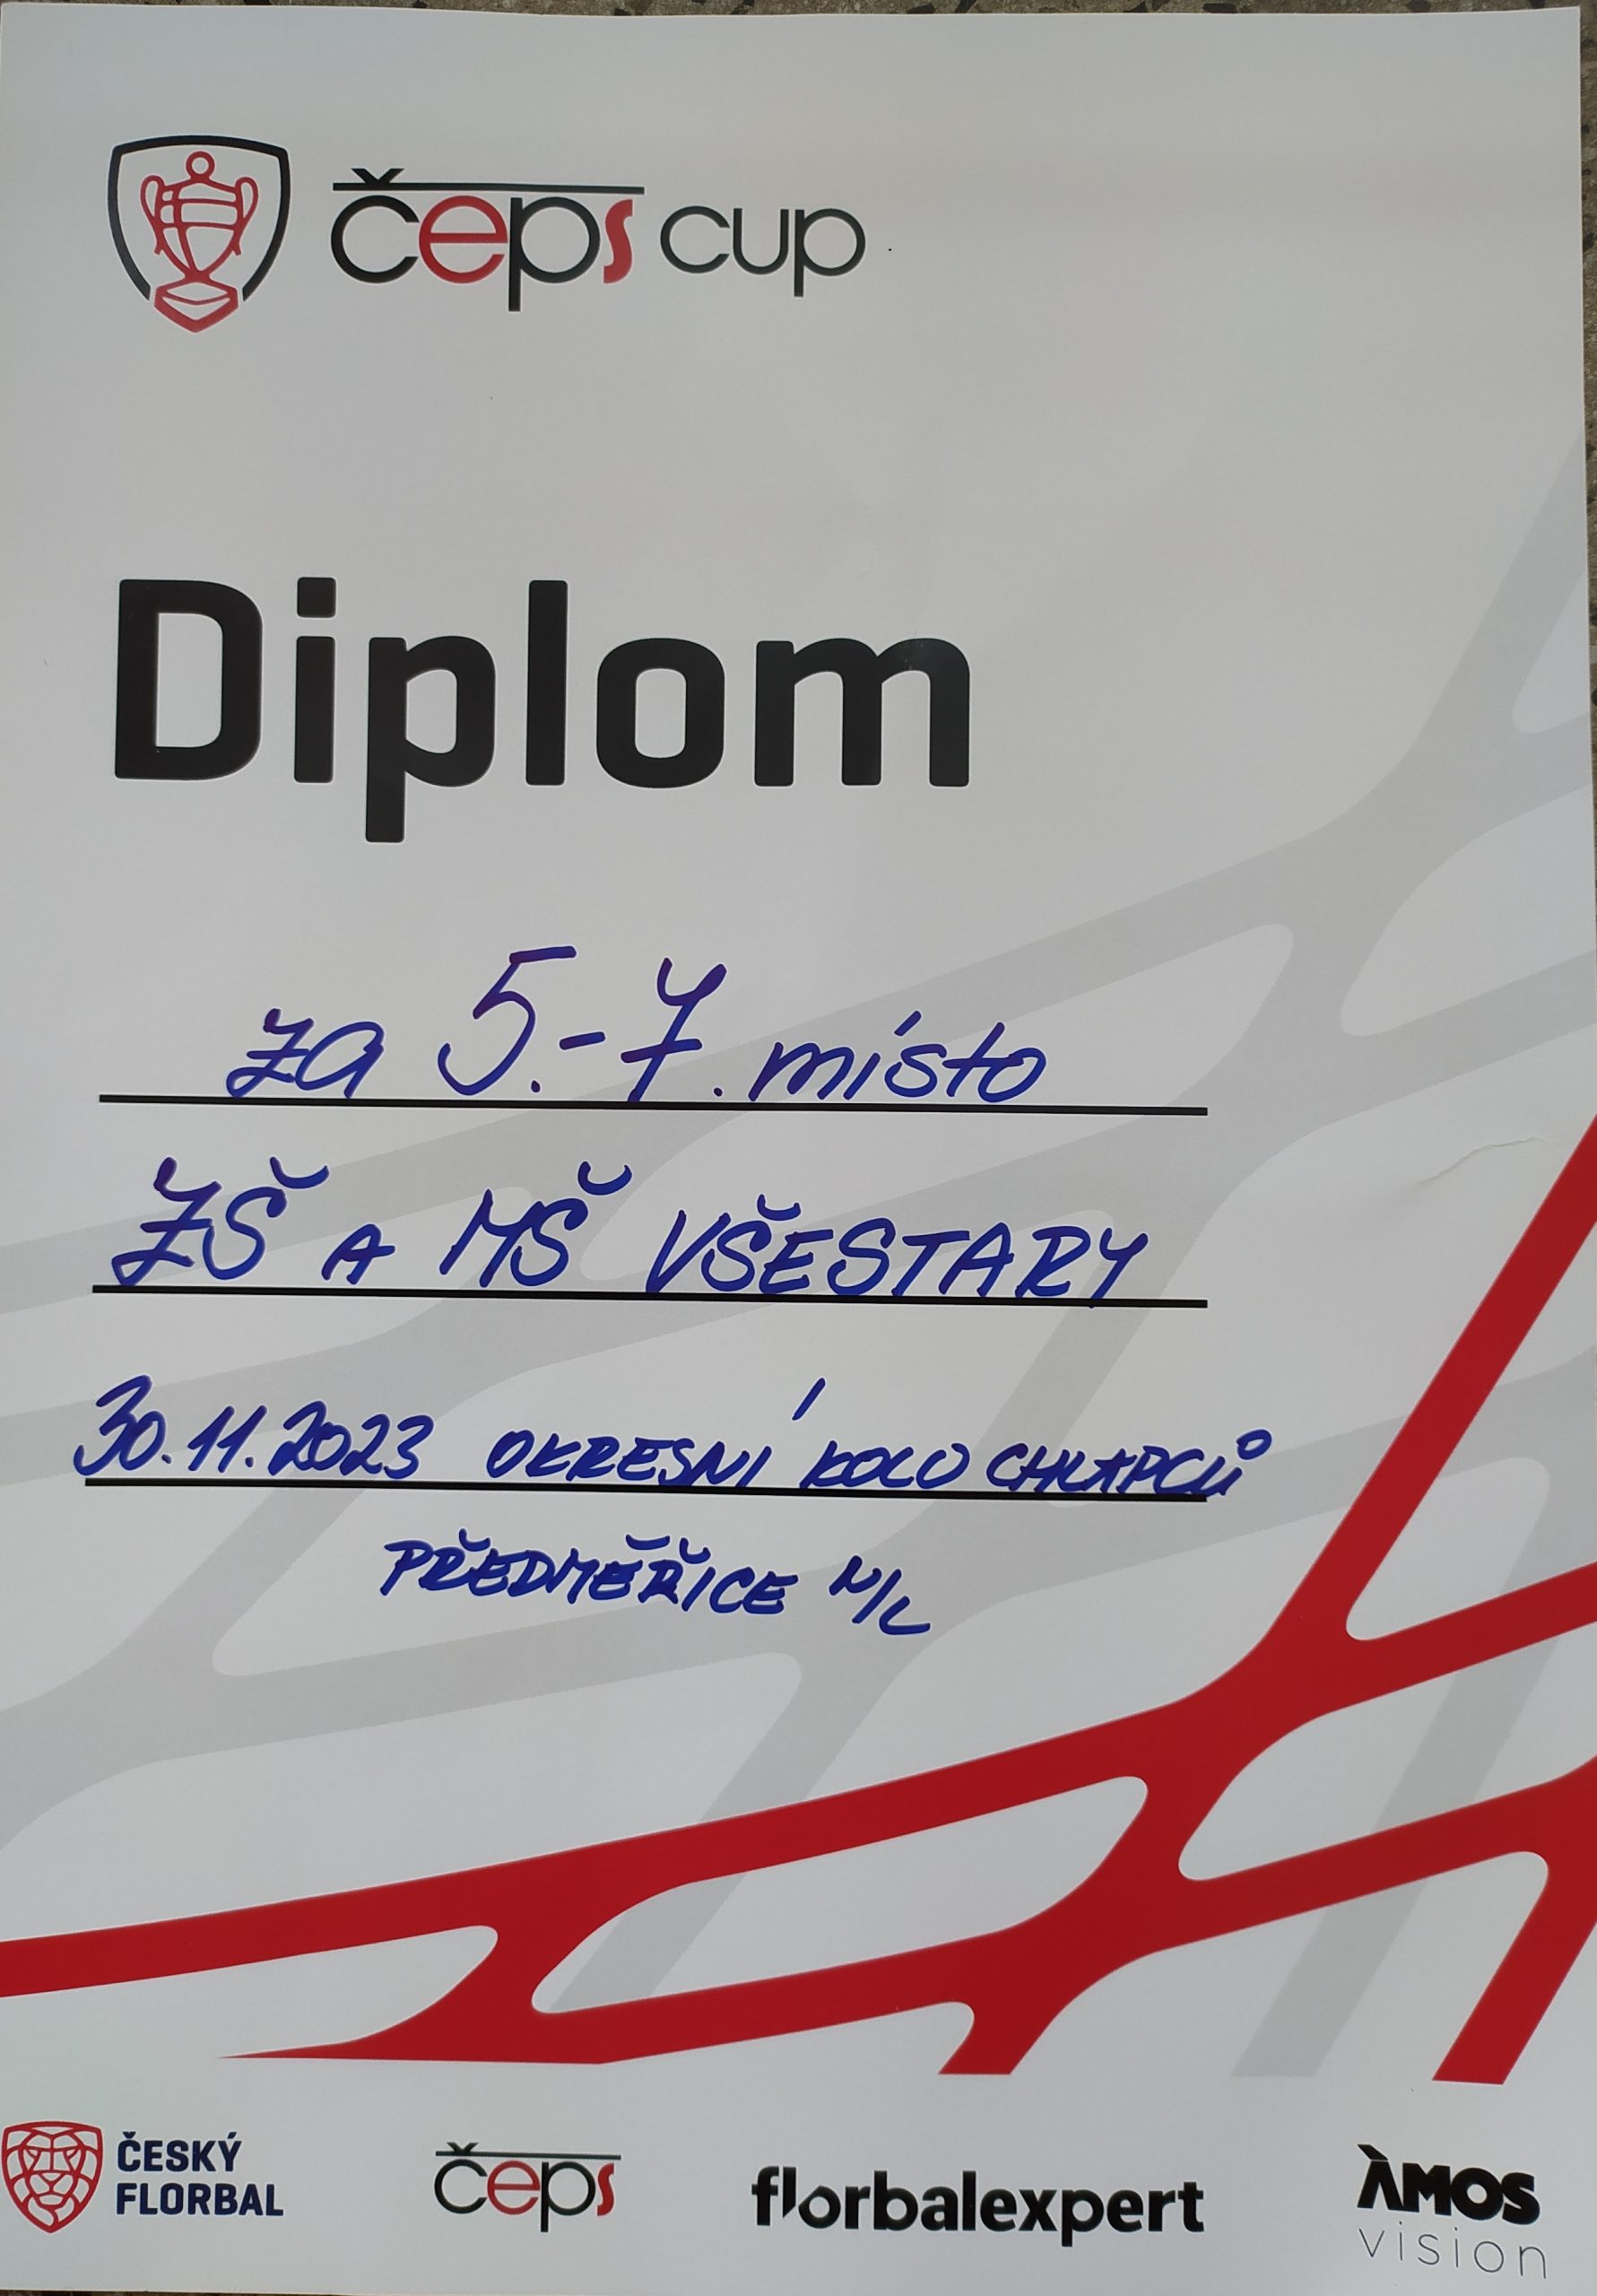 čeps cup
Diplom
za 5.-7. místo
ZŠ A MŠ VŠESTARY
30.11.2023 OKRESNÍ KOLO CHLAPCŮ
PŘEDMĚŘICE N/L
ČESKÝ
FLORBAL
čeps
florbalexpert
ÀMOS
vision